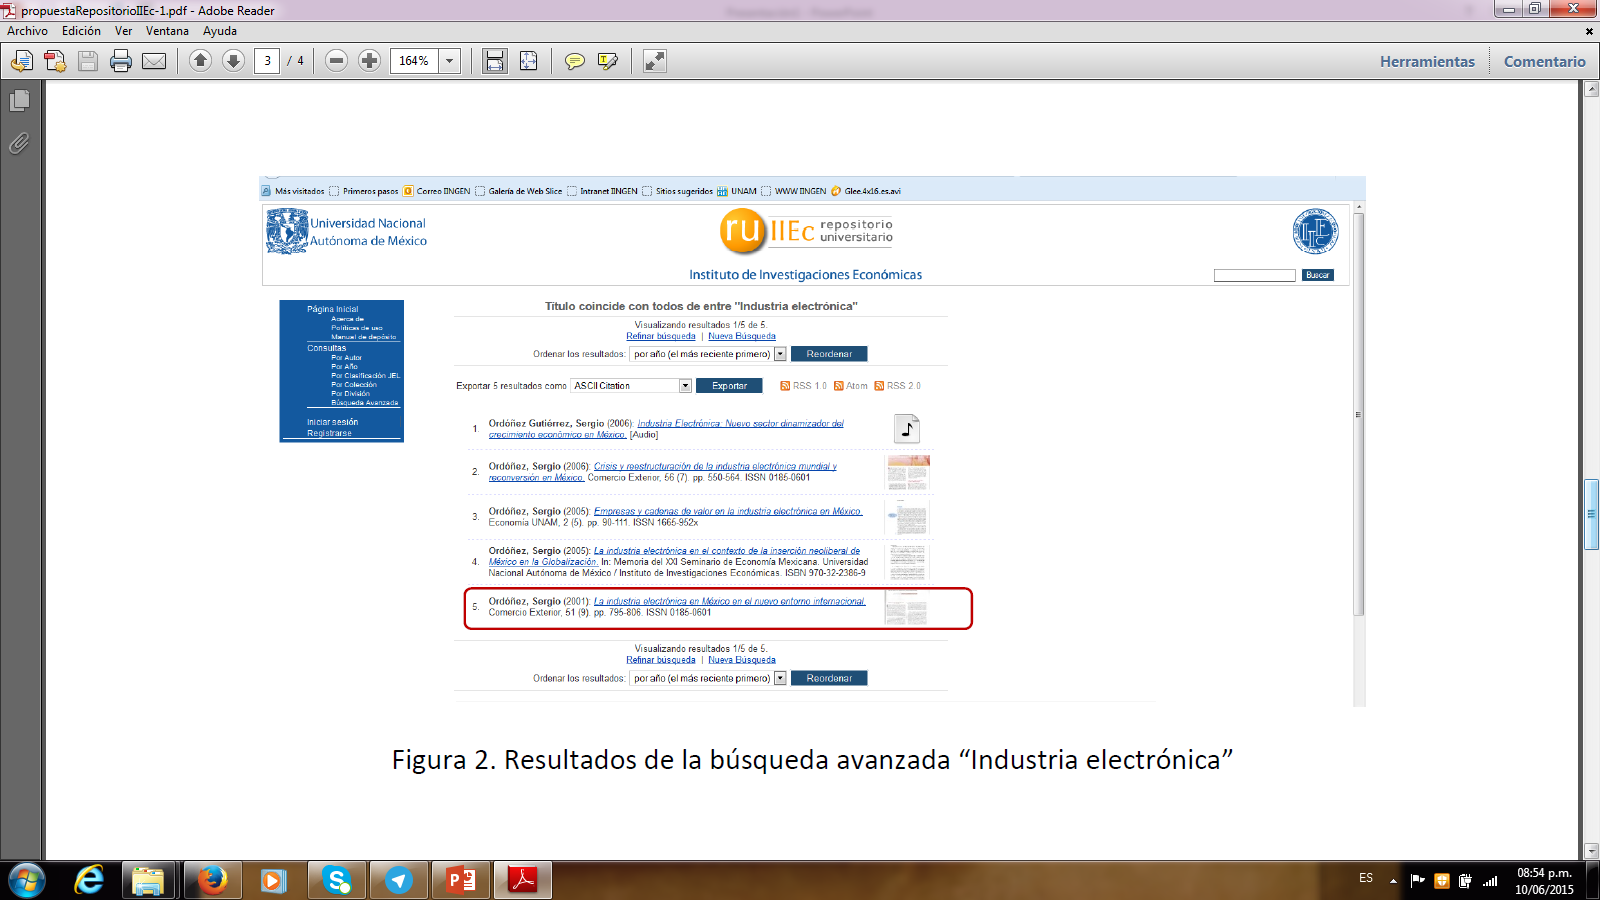 propuestaRepositorioIIEc-1.pdf - Adobe Reader
Archivo Edición Ver Ventana Ayuda
3 / 4 164% Herramientas Comentario
Más visitados Primeros pasos Correo IINGEN Galería de Web Slice Intranet IINGEN Sitios sugeridos UNAM WWW IINGEN Glee.4x16.es.avi
Universidad Nacional
Autónoma de México
ru IIEc repositorio
universitario
Instituto de Investigaciones Económicas
Buscar
Página Inicial
Acerca de
Políticas de uso
Manual de depósito
Consultas
Por Autor
Por Año
Por Clasificación JEL
Por Colección
Por División
Búsqueda Avanzada
Iniciar sesión
Registrarse
Título coincide con todos de entre "Industria electrónica"
Visualizando resultados 1/5 de 5.
Refinar búsqueda | Nueva Búsqueda
Ordenar los resultados: por año (el más reciente primero) Reordenar
Exportar 5 resultados como ASCII Citation Exportar RSS 1.0 Atom RSS 2.0
1. Ordóñez Gutiérrez, Sergio (2006): Industria Electrónica: Nuevo sector dinamizador del
crecimiento económico en México. [Audio]
2. Ordóñez, Sergio (2006): Crisis y reestructuración de la industria electrónica mundial y
reconversión en México. Comercio Exterior, 56 (7). pp. 550-564. ISSN 0185-0601
3. Ordóñez, Sergio (2005): Empresas y cadenas de valor en la industria electrónica en México.
Economía UNAM, 2 (5). pp. 90-111. ISSN 1665-952x
4. Ordóñez, Sergio (2005): La industria electrónica en el contexto de la inserción neoliberal de
México en la Globalización. In: Memoria del XXI Seminario de Economía Mexicana. Universidad
Nacional Autónoma de México / Instituto de Investigaciones Económicas. ISBN 970-32-2386-9
5. Ordóñez, Sergio (2001): La industria electrónica en México en el nuevo entorno internacional.
Comercio Exterior, 51 (9). pp. 795-806. ISSN 0185-0601
Visualizando resultados 1/5 de 5.
Refinar búsqueda | Nueva Búsqueda
Ordenar los resultados: por año (el más reciente primero) Reordenar
Figura 2. Resultados de la búsqueda avanzada “Industria electrónica”
ES 08:54 p.m.
10/06/2015